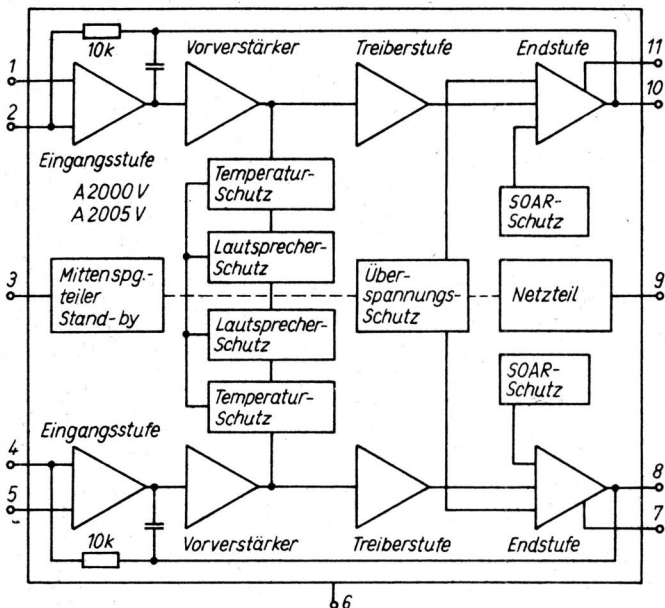 10k
Vorverstärker
Treiberstufe
Endstufe
11
1
10
2
Eingangsstufe
A 2000 V
A 2005 V
Temperatur-
Schutz
SOAR-
Schutz
Lautsprecher-
Schutz
3
Mittenspg.-
teiler
Stand-by
Über-
spannungs-
Schutz
Netzteil
9
Lautsprecher-
Schutz
Temperatur-
Schutz
SOAR-
Schutz
Eingangsstufe
4
8
5
7
10k
Vorverstärker
Treiberstufe
Endstufe
6